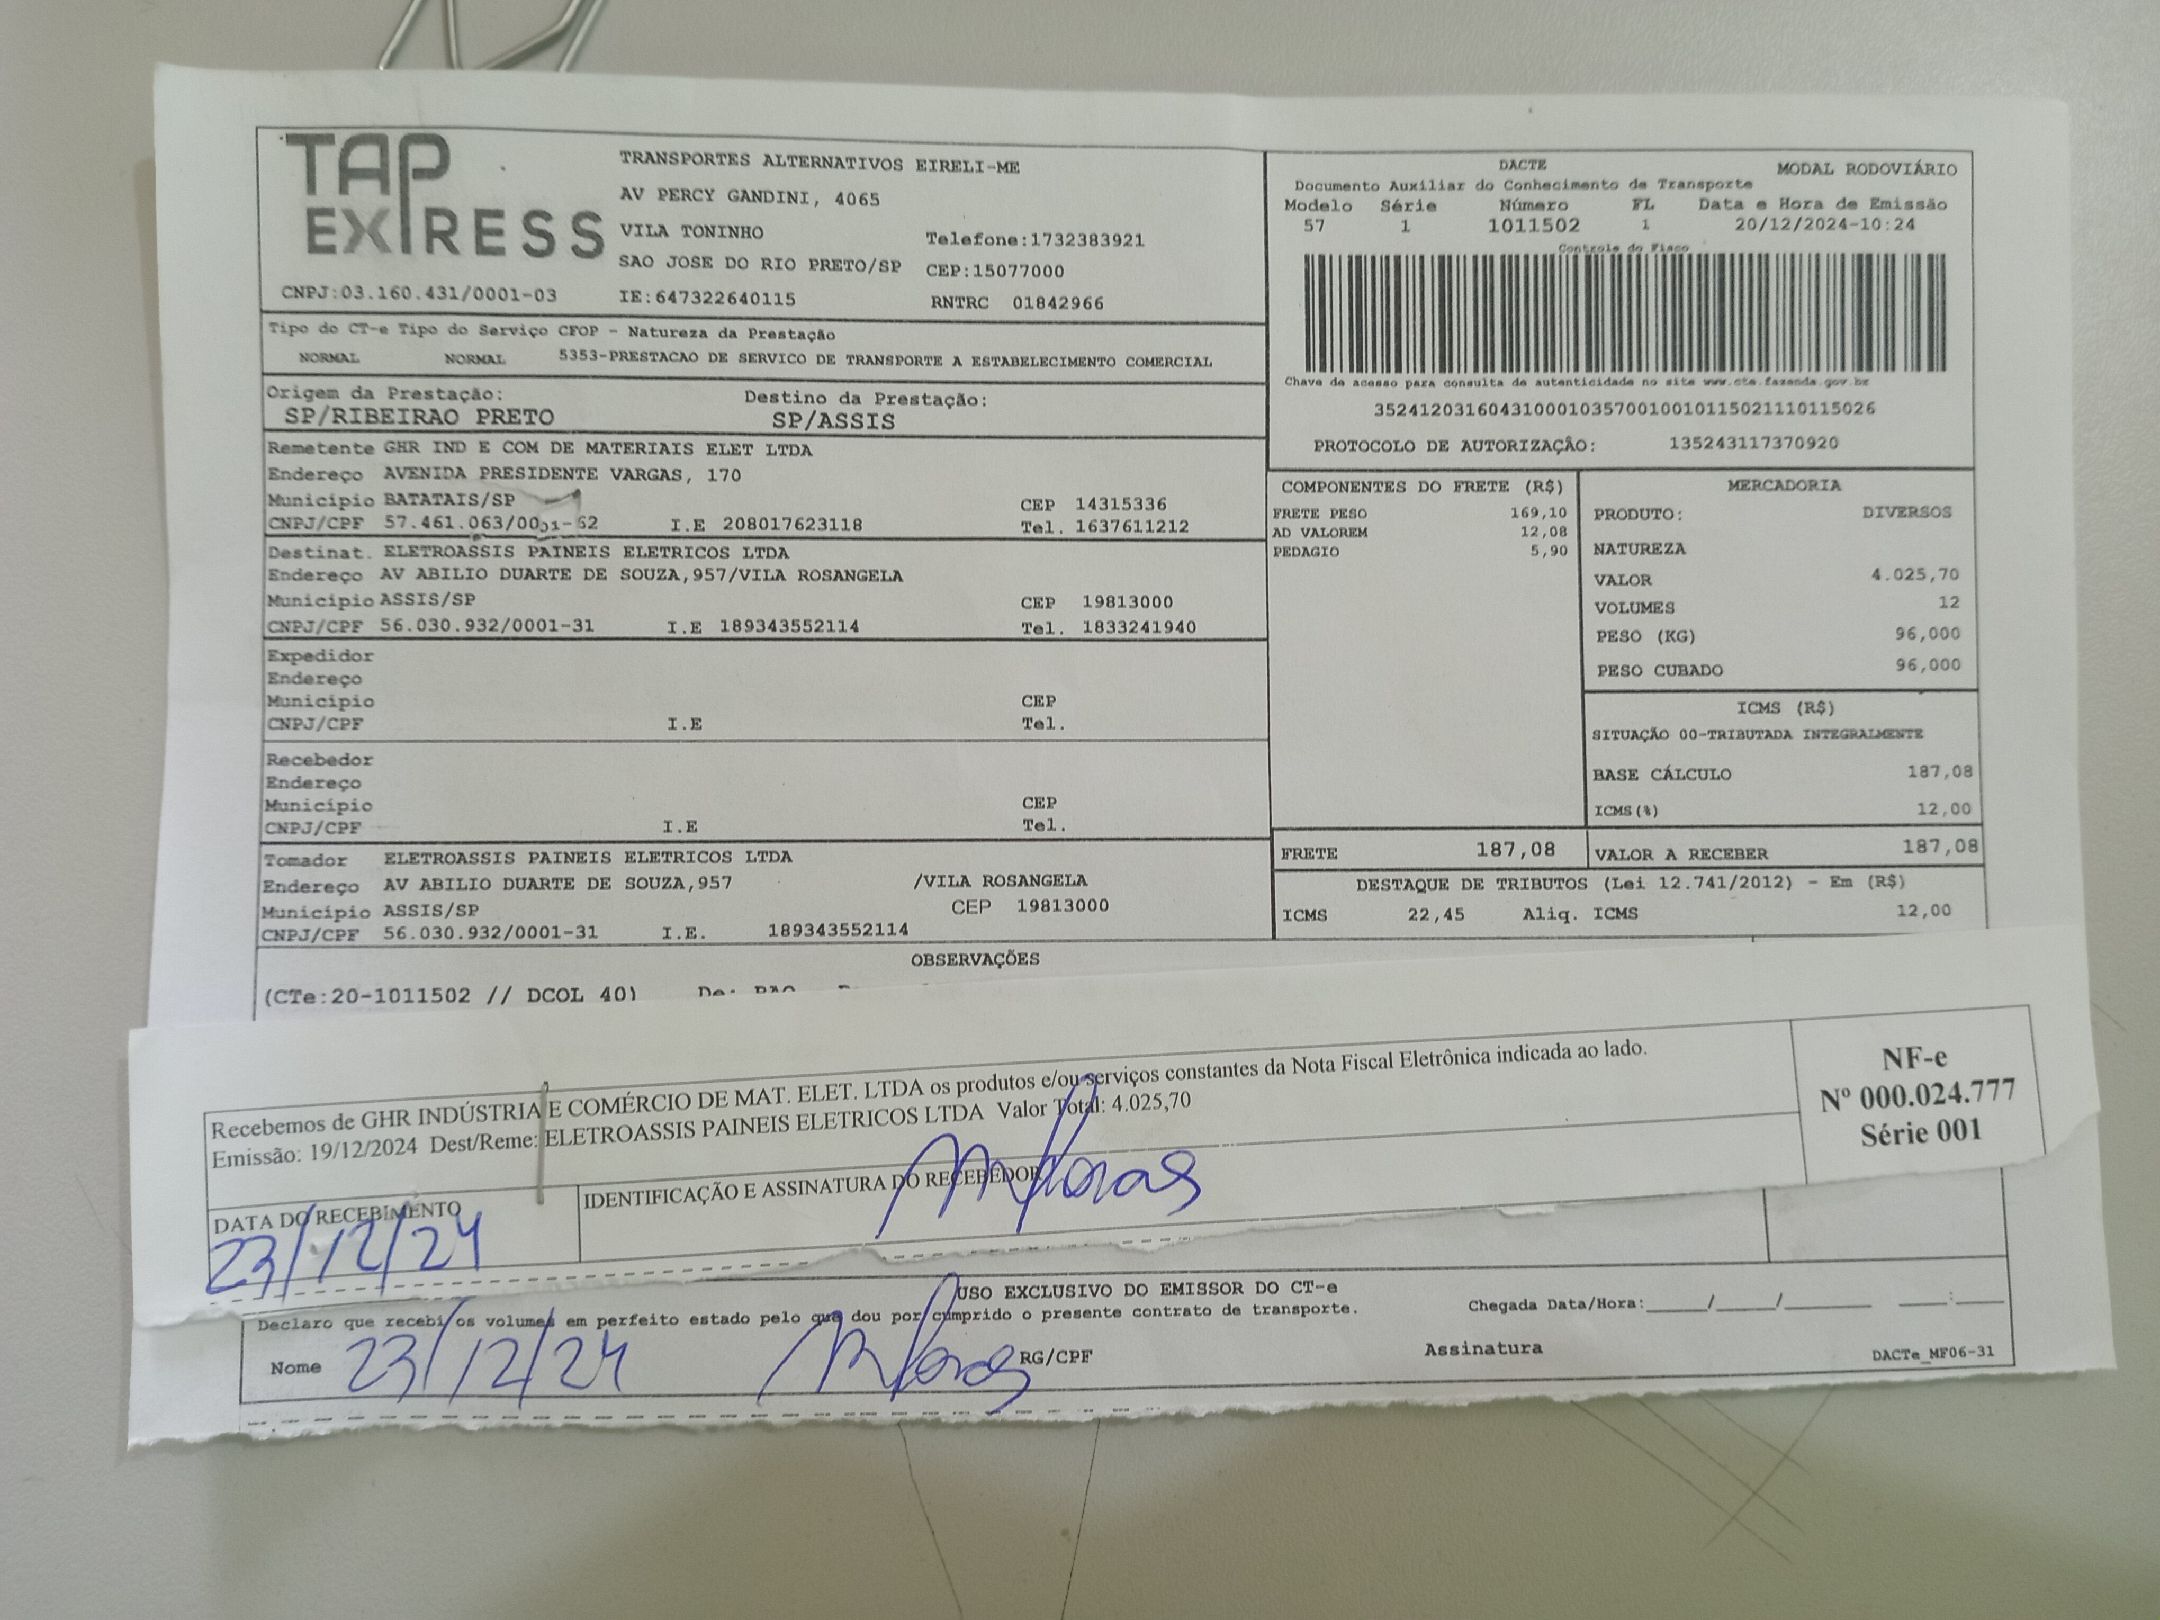 TAP EXPRESS
TRANSPORTES ALTERNATIVOS EIRELI-ME
AV PERCY GANDINI, 4065
VILA TONINHO Telefone:1732383921
SAO JOSE DO RIO PRETO/SP CEP:15077000
CNPJ:03.160.431/0001-03 IE:647322640115 RNTRC 01842966
DACTE MODAL RODOVIÁRIO
Documento Auxiliar do Conhecimento de Transporte
Modelo Série Número FL Data e Hora de Emissão
57 1 1011502 1 20/12/2024-10:24
Controle do Fisco
Chave de acesso para consulta de autenticidade no site www.cte.fazenda.gov.br
35241203160431000103570010010115021110115026
PROTOCOLO DE AUTORIZAÇÃO: 135243117370920
Tipo do CT-e Tipo do Serviço CFOP - Natureza da Prestação
NORMAL NORMAL 5353-PRESTACAO DE SERVICO DE TRANSPORTE A ESTABELECIMENTO COMERCIAL
Origem da Prestação: Destino da Prestação:
SP/RIBEIRAO PRETO SP/ASSIS
Remetente GHR IND E COM DE MATERIAIS ELET LTDA
Endereço AVENIDA PRESIDENTE VARGAS, 170
Município BATATAIS/SP CEP 14315336
CNPJ/CPF 57.461.063/0001-62 I.E 208017623118 Tel. 1637611212
Destinat. ELETROASSIS PAINEIS ELETRICOS LTDA
Endereço AV ABILIO DUARTE DE SOUZA,957/VILA ROSANGELA
Município ASSIS/SP CEP 19813000
CNPJ/CPF 56.030.932/0001-31 I.E 189343552114 Tel. 1833241940
Expedidor
Endereço
Município CEP
CNPJ/CPF I.E Tel.
Recebedor
Endereço
Município CEP
CNPJ/CPF I.E Tel.
Tomador ELETROASSIS PAINEIS ELETRICOS LTDA
Endereço AV ABILIO DUARTE DE SOUZA,957 /VILA ROSANGELA
Município ASSIS/SP CEP 19813000
CNPJ/CPF 56.030.932/0001-31 I.E. 189343552114
COMPONENTES DO FRETE (R$)
FRETE PESO 169,10
AD VALOREM 12,08
PEDAGIO 5,90
MERCADORIA
PRODUTO: DIVERSOS
NATUREZA
VALOR 4.025,70
VOLUMES 12
PESO (KG) 96,000
PESO CUBADO 96,000
ICMS (R$)
SITUAÇÃO 00-TRIBUTADA INTEGRALMENTE
BASE CÁLCULO 187,08
ICMS(%) 12,00
FRETE 187,08 VALOR A RECEBER 187,08
DESTAQUE DE TRIBUTOS (Lei 12.741/2012) - Em (R$)
ICMS 22,45 Aliq. ICMS 12,00
OBSERVAÇÕES
(CTe:20-1011502 // DCOL 40) De:
Recebemos de GHR INDÚSTRIA E COMÉRCIO DE MAT. ELET. LTDA os produtos e/ou serviços constantes da Nota Fiscal Eletrônica indicada ao lado.
Emissão: 19/12/2024 Dest/Reme: ELETROASSIS PAINEIS ELETRICOS LTDA Valor Total: 4.025,70
NF-e
Nº 000.024.777
Série 001
DATA DO RECEBIMENTO IDENTIFICAÇÃO E ASSINATURA DO RECEBEDOR
23/12/24
USO EXCLUSIVO DO EMISSOR DO CT-e
Declaro que recebi os volumes em perfeito estado pelo que dou por cumprido o presente contrato de transporte. Chegada Data/Hora:____/____/____ __:__
Nome 23/12/24 RG/CPF Assinatura DACTe_MF06-31